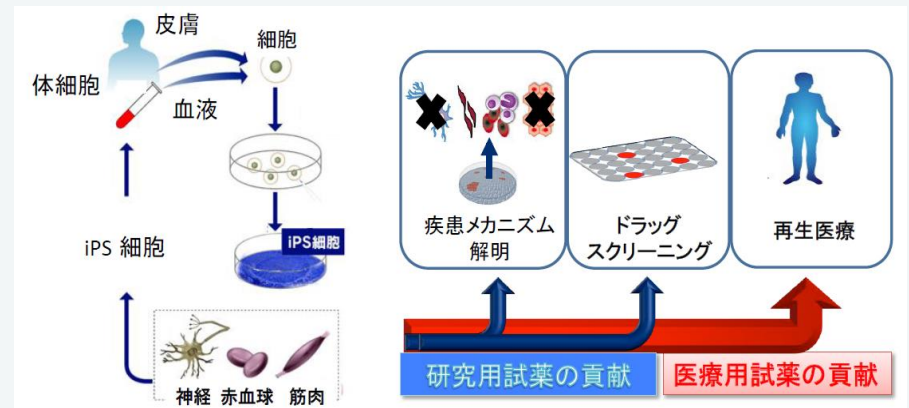 皮膚
細胞
体細胞
血液
iPS細胞
iPS 細胞
神経 赤血球 筋肉
疾患メカニズム
解明
ドラッグ
スクリーニング
再生医療
研究用試薬の貢献
医療用試薬の貢献